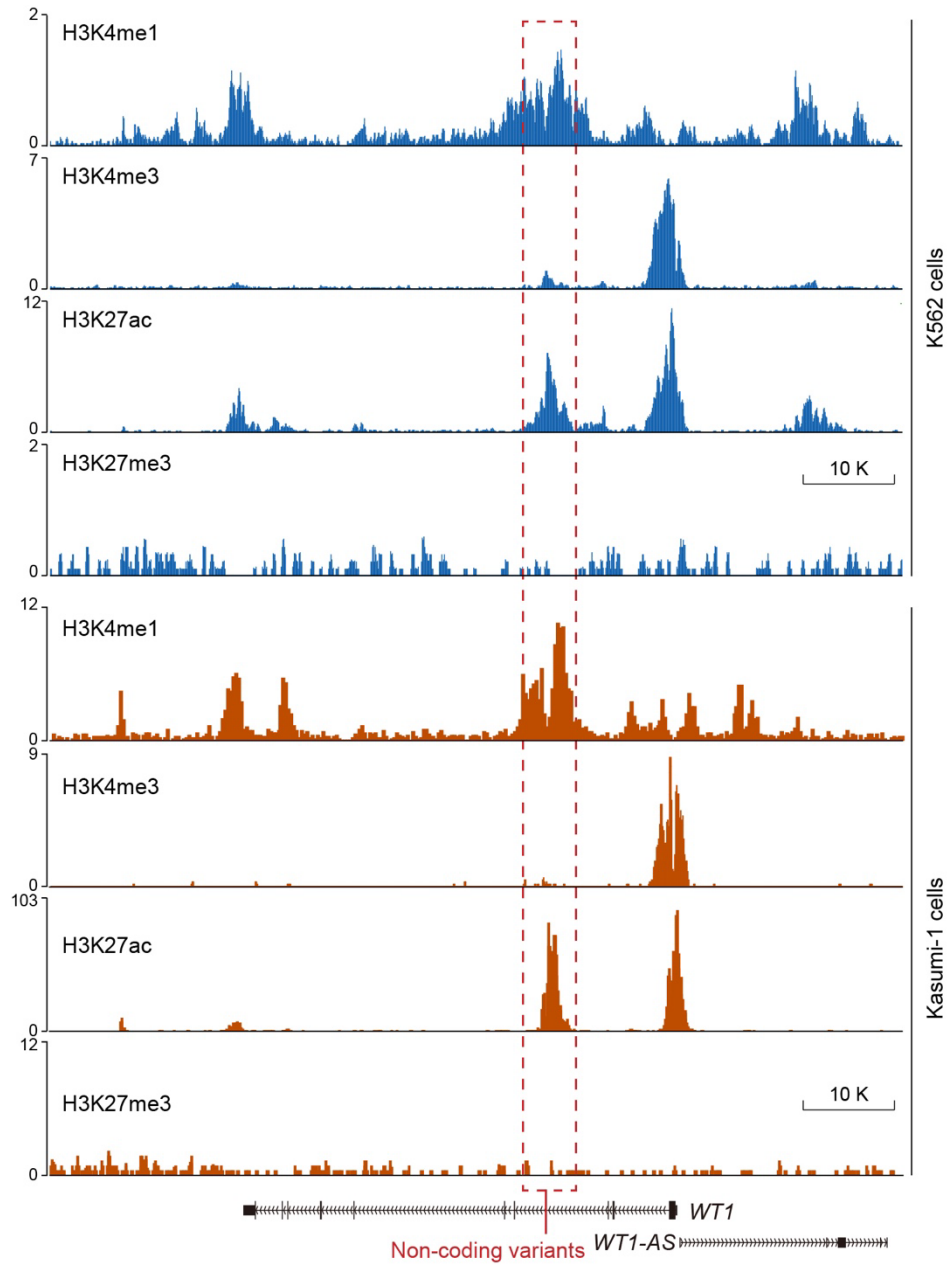 2
H3K4me1
0
7
H3K4me3
0
12
H3K27ac
0
2
H3K27me3
10 K
0
K562 cells
12
H3K4me1
0
9
H3K4me3
0
103
H3K27ac
0
12
H3K27me3
10 K
0
Kasumi-1 cells
WT1
Non-coding variants
WT1-AS